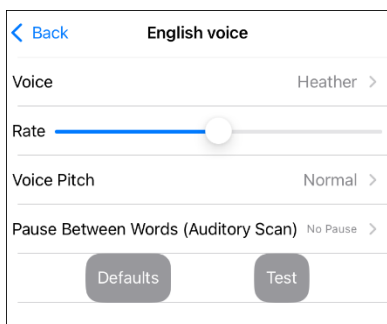 Back English voice
Voice Heather
Rate
Voice Pitch Normal
Pause Between Words (Auditory Scan) No Pause
Defaults Test